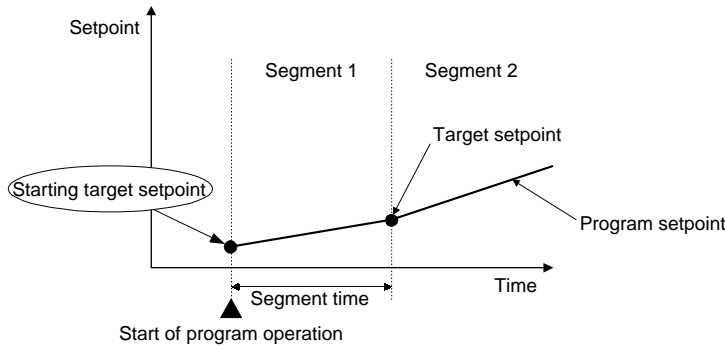 Setpoint
Segment 1
Segment 2
Target setpoint
Starting target setpoint
Program setpoint
Time
Segment time
Start of program operation